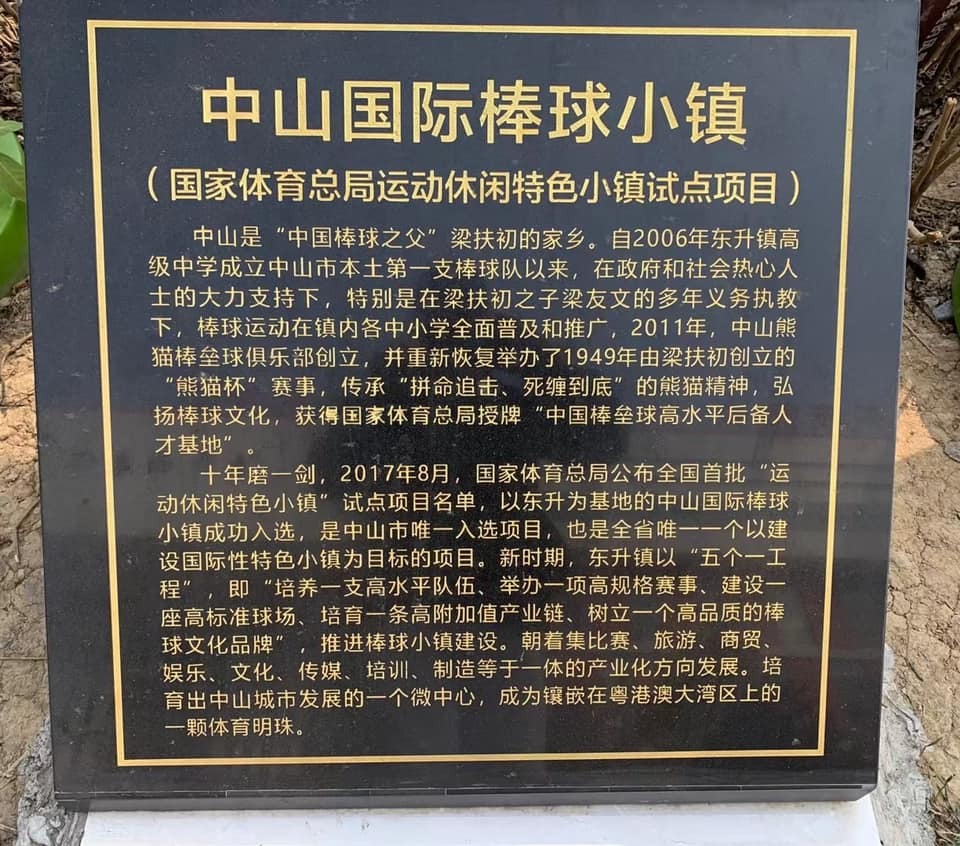 中山国际棒球小镇
（国家体育总局运动休闲特色小镇试点项目）
中山是“中国棒球之父”梁扶初的家乡。自2006年东升镇高
级中学成立中山市本土第一支棒球队以来，在政府和社会热心人
士的大力支持下，特别是在梁扶初之子梁友文的多年义务执教
下，棒球运动在镇内各中小学全面普及和推广，2011年，中山熊
猫棒垒球俱乐部创立，并重新恢复举办了1949年由梁扶初创立的
“熊猫杯”赛事，传承“拼命追击、死缠到底”的熊猫精神，弘
扬棒球文化，获得国家体育总局授牌“中国棒垒球高水平后备人
才基地”。
十年磨一剑，2017年8月，国家体育总局公布全国首批“运
动休闲特色小镇”试点项目名单，以东升为基地的中山国际棒球
小镇成功入选，是中山市唯一入选项目，也是全省唯一一个以建
设国际性特色小镇为目标的项目。新时期，东升镇以“五个一工
程”，即“培养一支高水平队伍、举办一项高规格赛事、建设一
座高标准球场、培育一条高附加值产业链、树立一个高品质的棒
球文化品牌”，推进棒球小镇建设。朝着集比赛、旅游、商贸、
娱乐、文化、传媒、培训、制造等于一体的产业化方向发展。培
育出中山城市发展的一个微中心，成为镶嵌在粤港澳大湾区上的
一颗体育明珠。